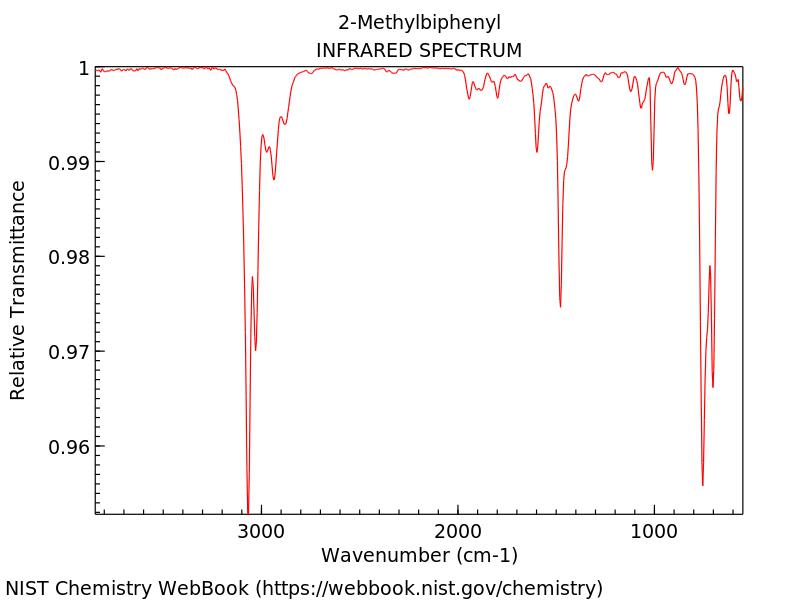 2-Methylbiphenyl
INFRARED SPECTRUM
1
0.99
0.98
0.97
0.96
Relative Transmittance
3000 2000 1000
Wavenumber (cm-1)
NIST Chemistry WebBook (https://webbook.nist.gov/chemistry)